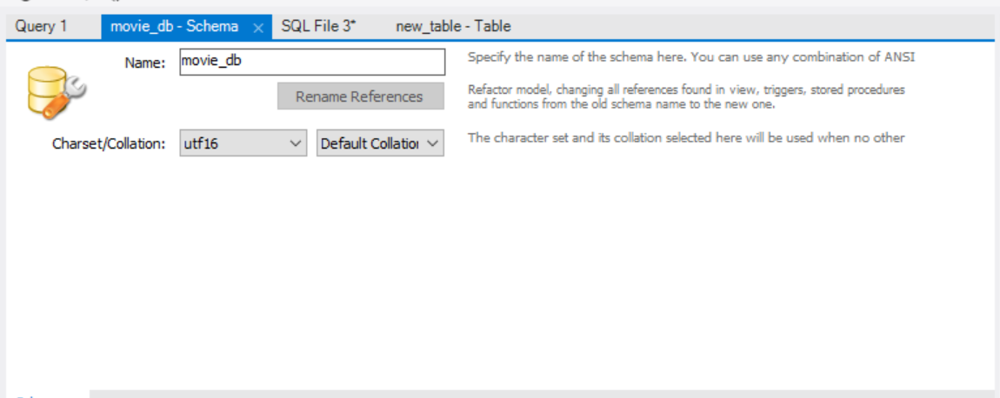 Query 1
movie_db - Schema
SQL File 3*
new_table - Table
Name:
movie_db
Specify the name of the schema here. You can use any combination of ANSI
Rename References
Refactor model, changing all references found in view, triggers, stored procedures
and functions from the old schema name to the new one.
Charset/Collation:
utf16
Default
The character set and its collation selected here will be used when no other